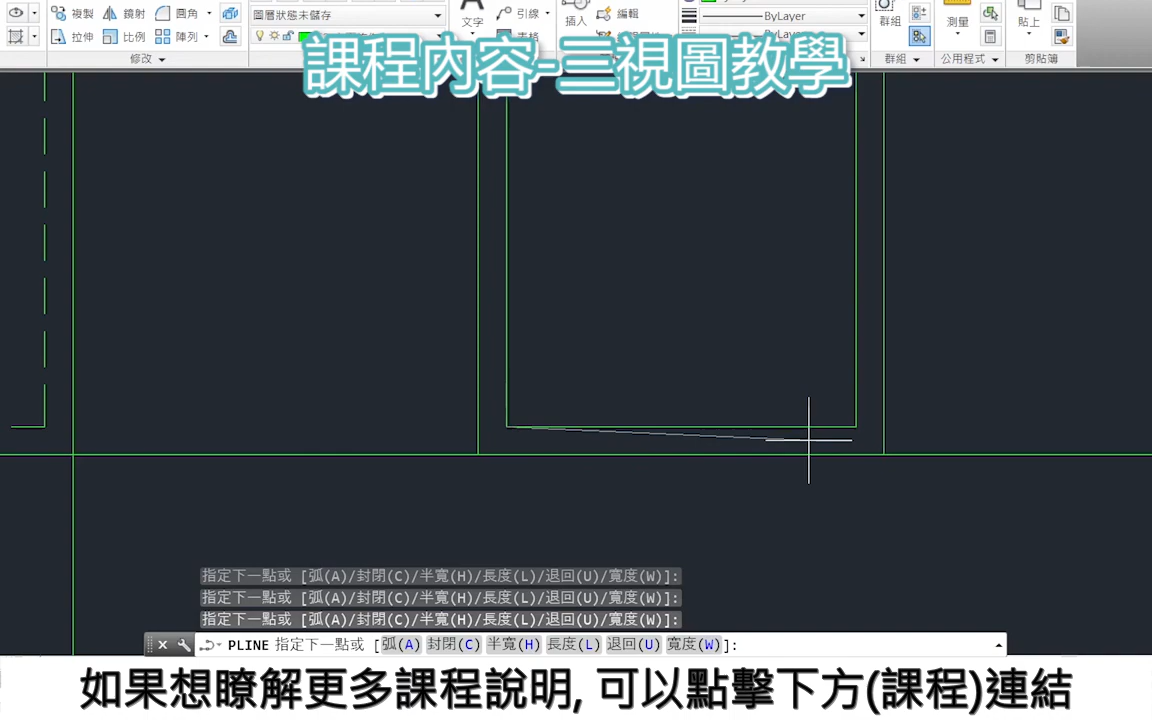 複製 鏡射 圓角 圖層狀態未儲存 文字 引線 插入 編輯 ByLayer 群組 測量 貼上
拉伸 比例 陣列
修改 群組 公用程式 剪貼簿
課程內容-三視圖教學
指定下一點或 [弧(A)/封閉(C)/半寬(H)/長度(L)/退回(U)/寬度(W)]:
指定下一點或 [弧(A)/封閉(C)/半寬(H)/長度(L)/退回(U)/寬度(W)]:
指定下一點或 [弧(A)/封閉(C)/半寬(H)/長度(L)/退回(U)/寬度(W)]:
PLINE 指定下一點或 [弧(A) 封閉(C) 半寬(H) 長度(L) 退回(U) 寬度(W)]:
如果想瞭解更多課程說明, 可以點擊下方(課程)連結